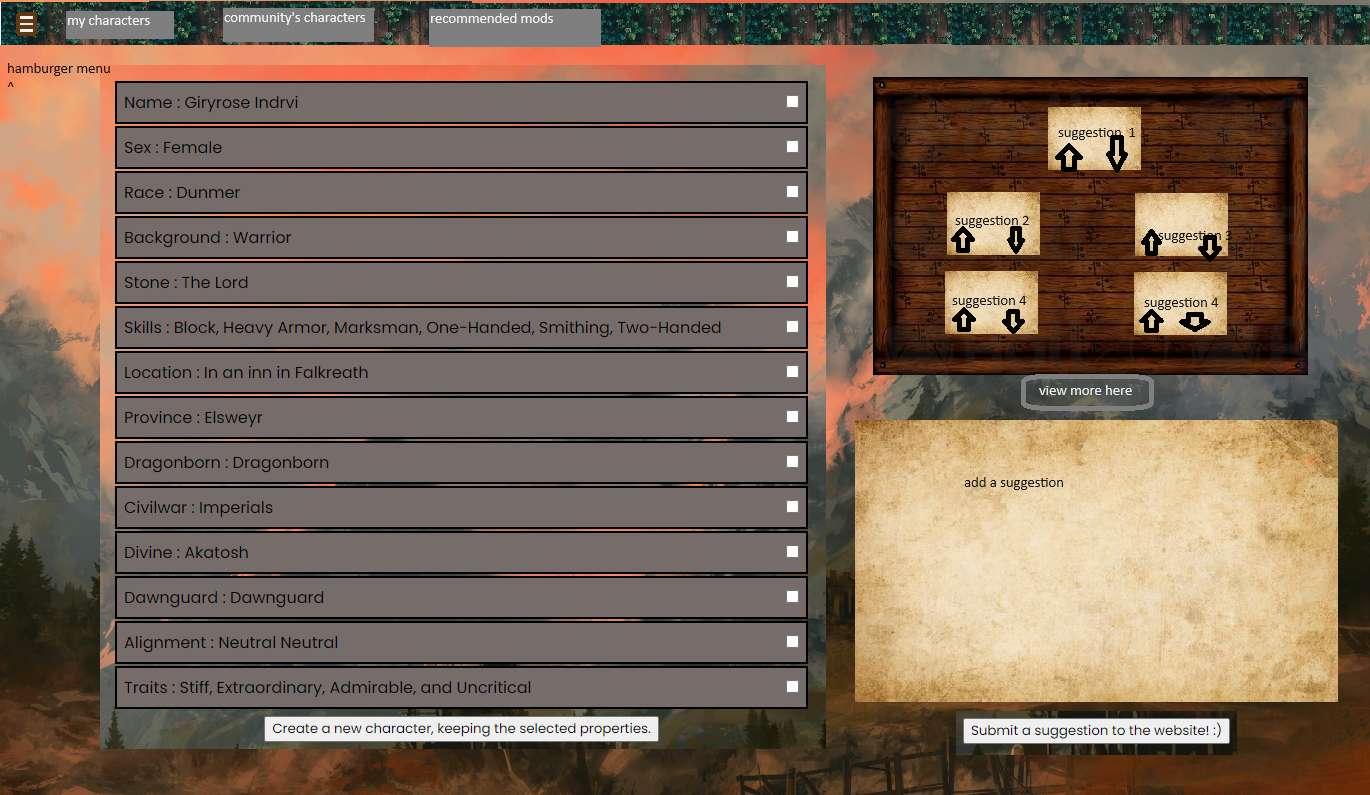 my characters
community's characters
recommended mods
hamburger menu
^
Name : Giryrose Indrvi
Sex : Female
Race : Dunmer
Background : Warrior
Stone : The Lord
Skills : Block, Heavy Armor, Marksman, One-Handed, Smithing, Two-Handed
Location : In an inn in Falkreath
Province : Elsweyr
Dragonborn : Dragonborn
Civilwar : Imperials
Divine : Akatosh
Dawnguard : Dawnguard
Alignment : Neutral Neutral
Traits : Stiff, Extraordinary, Admirable, and Uncritical
Create a new character, keeping the selected properties.
suggestion 1
suggestion 2
suggestion 3
suggestion 4
suggestion 4
view more here
add a suggestion
Submit a suggestion to the website! :)